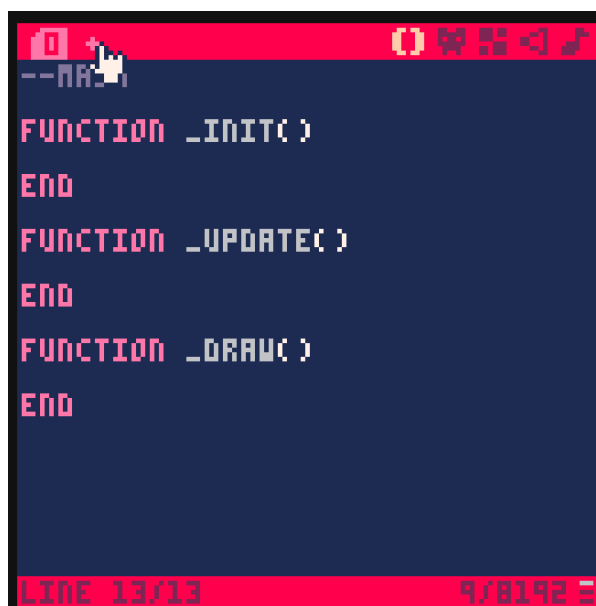 0 +
FUNCTION _INIT()
END
FUNCTION _UPDATE()
END
FUNCTION _DRAW()
END
LINE 13/13 9/8192